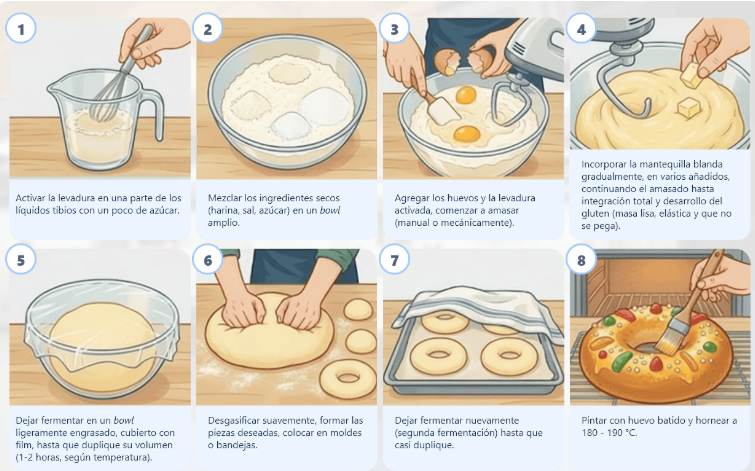 1
Activar la levadura en una parte de los
líquidos tibios con un poco de azúcar.
2
Mezclar los ingredientes secos
(harina, sal, azúcar) en un bowl
amplio.
3
Agregar los huevos y la levadura
activada, comenzar a amasar
(manual o mecánicamente).
4
Incorporar la mantequilla blanda
gradualmente, en varios añadidos,
continuando el amasado hasta
integración total y desarrollo del
gluten (masa lisa, elástica y que no
se pega).
5
Dejar fermentar en un bowl
ligeramente engrasado, cubierto con
film, hasta que duplique su volumen
(1-2 horas, según temperatura).
6
Desgasificar suavemente, formar las
piezas deseadas, colocar en moldes
o bandejas.
7
Dejar fermentar nuevamente
(segunda fermentación) hasta que
casi duplique.
8
Pintar con huevo batido y hornear a
180 - 190 °C.